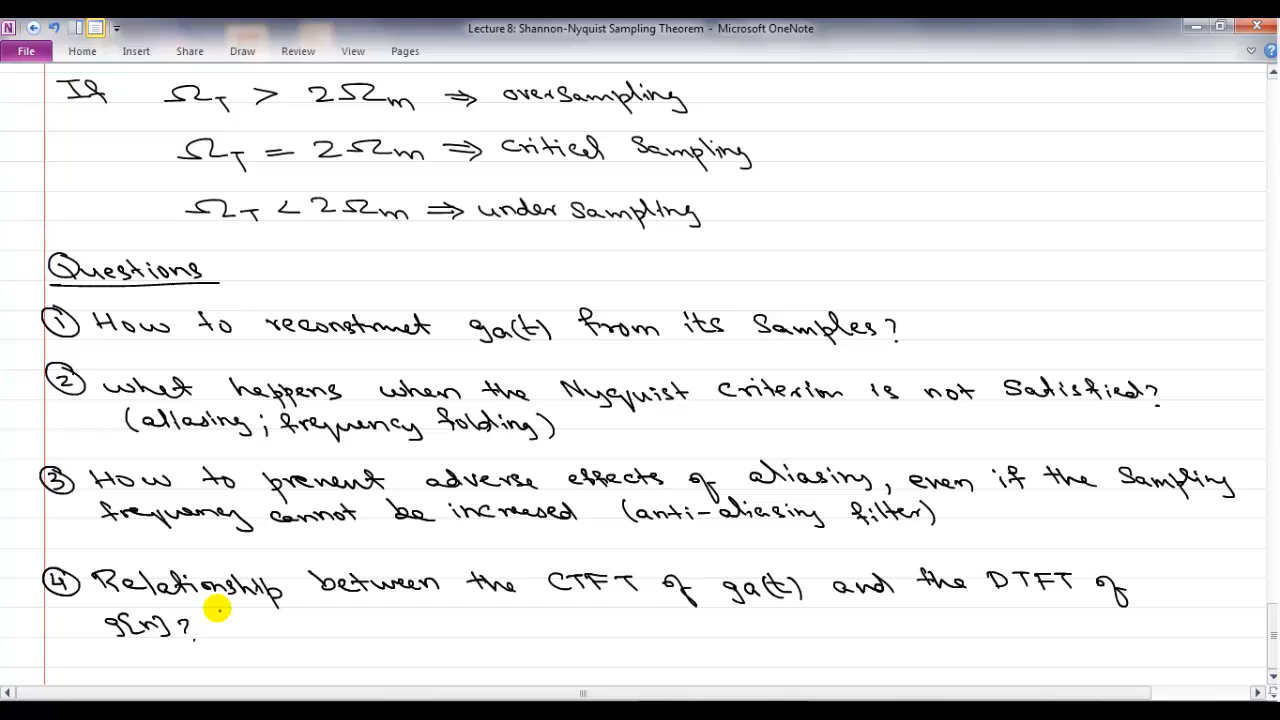 Lecture 8: Shannon-Nyquist Sampling Theorem - Microsoft OneNote
File Home Insert Share Draw Review View Pages
If Ω_T > 2Ω_m ⇒ oversampling
Ω_T = 2Ω_m ⇒ critical sampling
Ω_T < 2Ω_m ⇒ under sampling
Questions
① How to reconstruct ga(t) from its samples?
② What happens when the Nyquist criterion is not satisfied?
(aliasing; frequency folding)
③ How to prevent adverse effects of aliasing, even if the sampling
frequency cannot be increased (anti-aliasing filter)
④ Relationship between the CTFT of ga(t) and the DTFT of
g[n]?